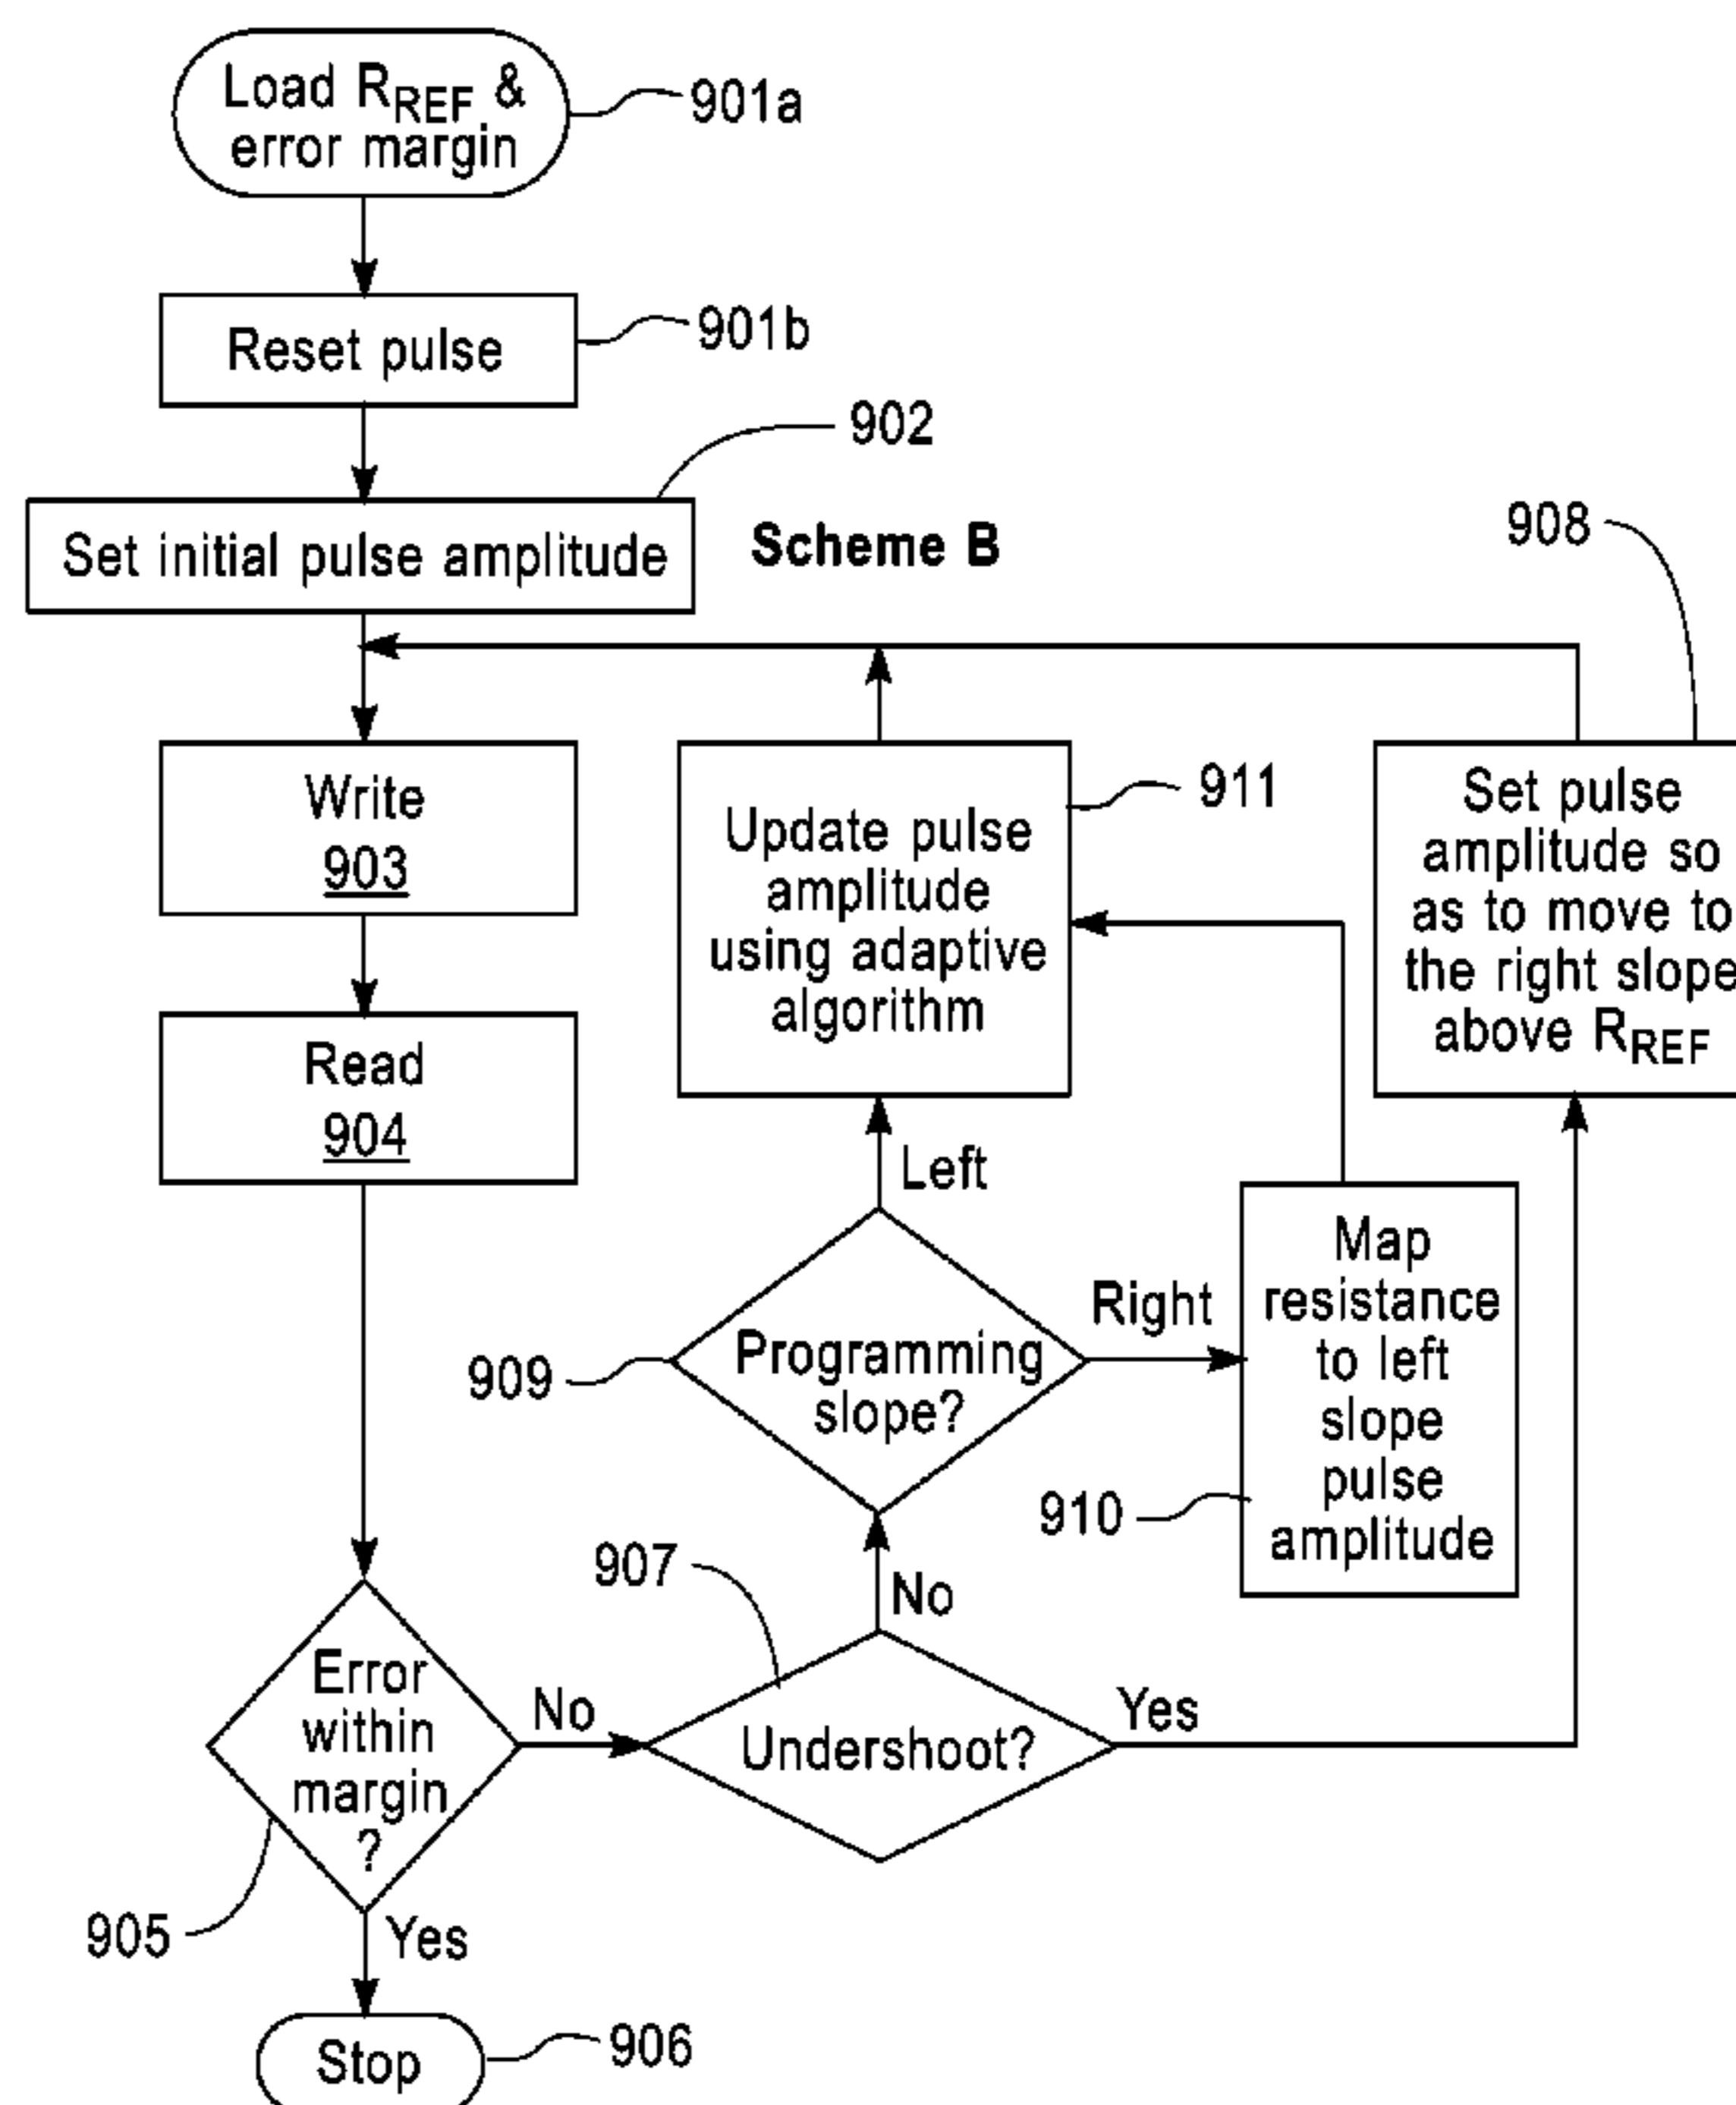 Load RREF &
error margin
901a
Reset pulse
901b
902
Set initial pulse amplitude
Scheme B
908
Write
903
Update pulse
amplitude
using adaptive
algorithm
911
Set pulse
amplitude so
as to move to
the right slope
above RREF
Read
904
Left
Programming
slope?
909
Right
Map
resistance
to left
slope
pulse
amplitude
910
907
No
Error
within
margin
?
No
Undershoot?
Yes
905
Yes
Stop
906